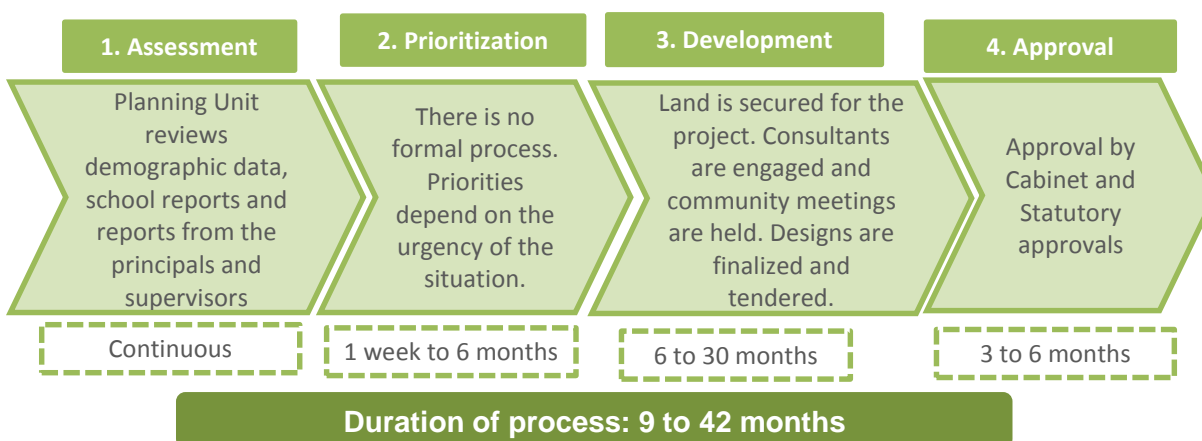 1. Assessment
Planning Unit
reviews
demographic data,
school reports and
reports from the
principals and
supervisors
Continuous
2. Prioritization
There is no
formal process.
Priorities
depend on the
urgency of the
situation.
1 week to 6 months
3. Development
Land is secured for the
project. Consultants
are engaged and
community meetings
are held. Designs are
finalized and
tendered.
6 to 30 months
4. Approval
Approval by
Cabinet and
Statutory
approvals
3 to 6 months
Duration of process: 9 to 42 months